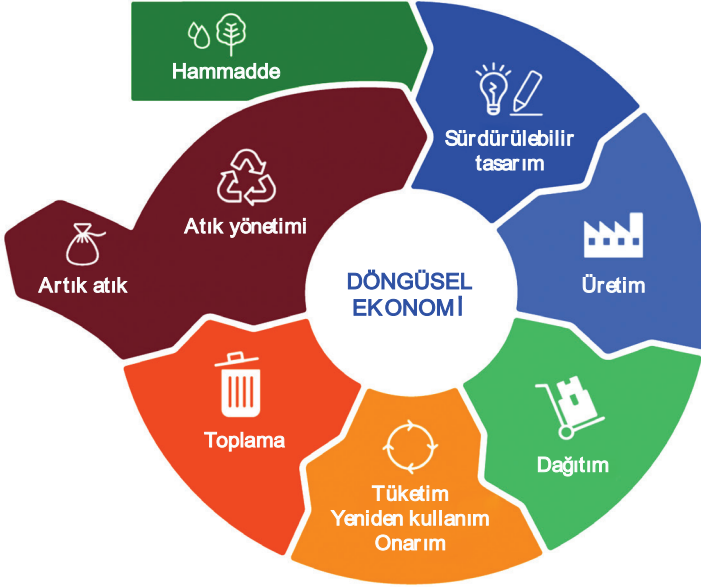 Hammadde
Sürdürülebilir
tasarım
Üretim
Dağıtım
Tüketim
Yeniden kullanım
Onarım
Toplama
Atık yönetimi
Artık atık
DÖNGÜSEL
EKONOMİ